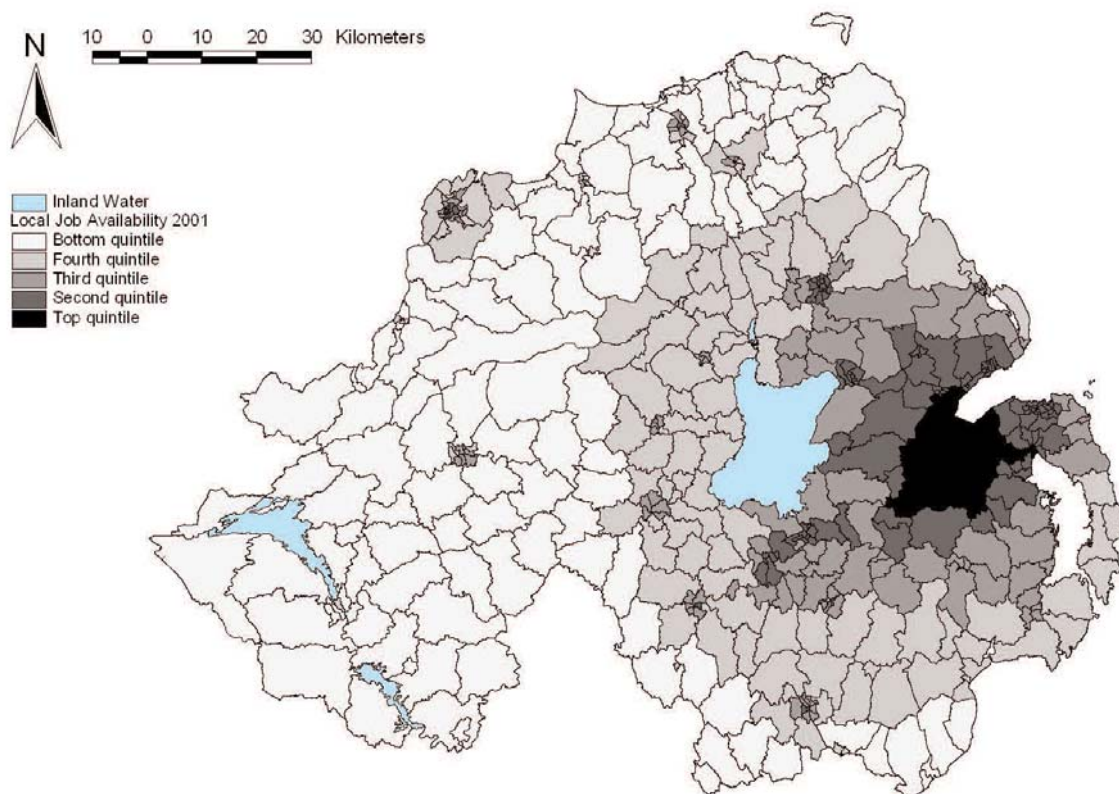 10 0 10 20 30 Kilometers
N
Inland Water
Local Job Availability 2001
Bottom quintile
Fourth quintile
Third quintile
Second quintile
Top quintile